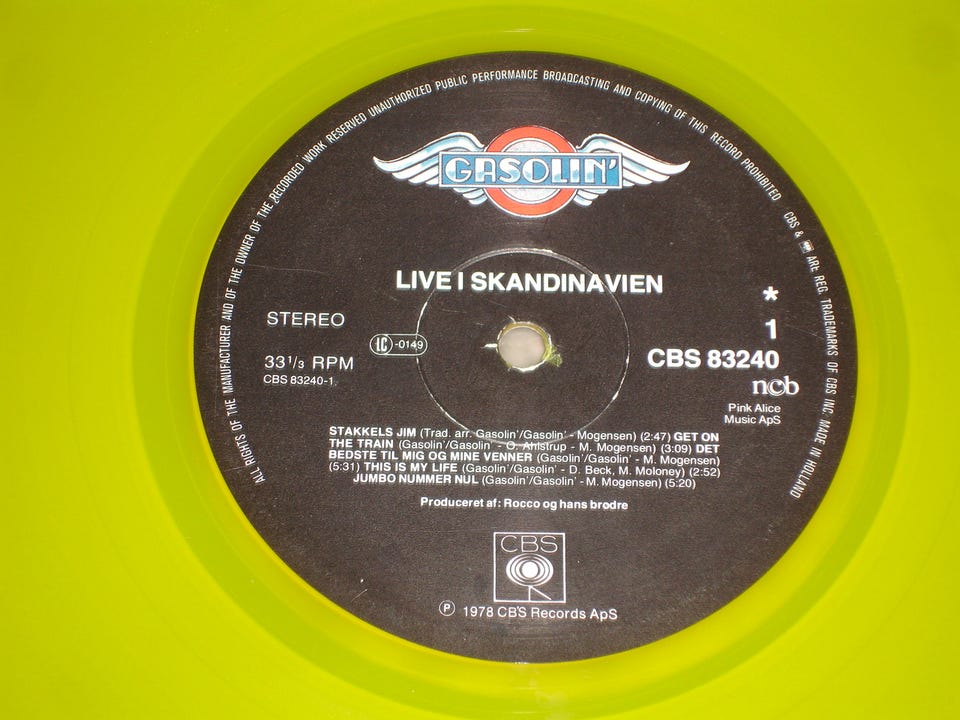 ALL RIGHTS OF THE MANUFACTURER AND OF THE OWNER OF THE RECORDED WORK RESERVED UNAUTHORIZED PUBLIC PERFORMANCE BROADCASTING AND COPYING OF THIS RECORD PROHIBITED CBS & ARE REG. TRADEMARKS OF CBS INC. MADE IN HOLLAND
GASOLIN'
LIVE I SKANDINAVIEN
STEREO
*
1
LC -0149
33 1/3 RPM
CBS 83240
CBS 83240-1
ncb
Pink Alice
Music ApS
STAKKELS JIM (Trad. arr. Gasolin'/Gasolin' - Mogensen) (2:47) GET ON
THE TRAIN (Gasolin'/Gasolin' - O. Ahlstrup - M. Mogensen) (3:09) DET
BEDSTE TIL MIG OG MINE VENNER (Gasolin'/Gasolin' - M. Mogensen)
(5:31) THIS IS MY LIFE (Gasolin'/Gasolin' - D. Beck, M. Moloney) (2:52)
JUMBO NUMMER NUL (Gasolin'/Gasolin' - M. Mogensen) (5:20)
Produceret af: Rocco og hans brødre
CBS
℗ 1978 CBS Records ApS